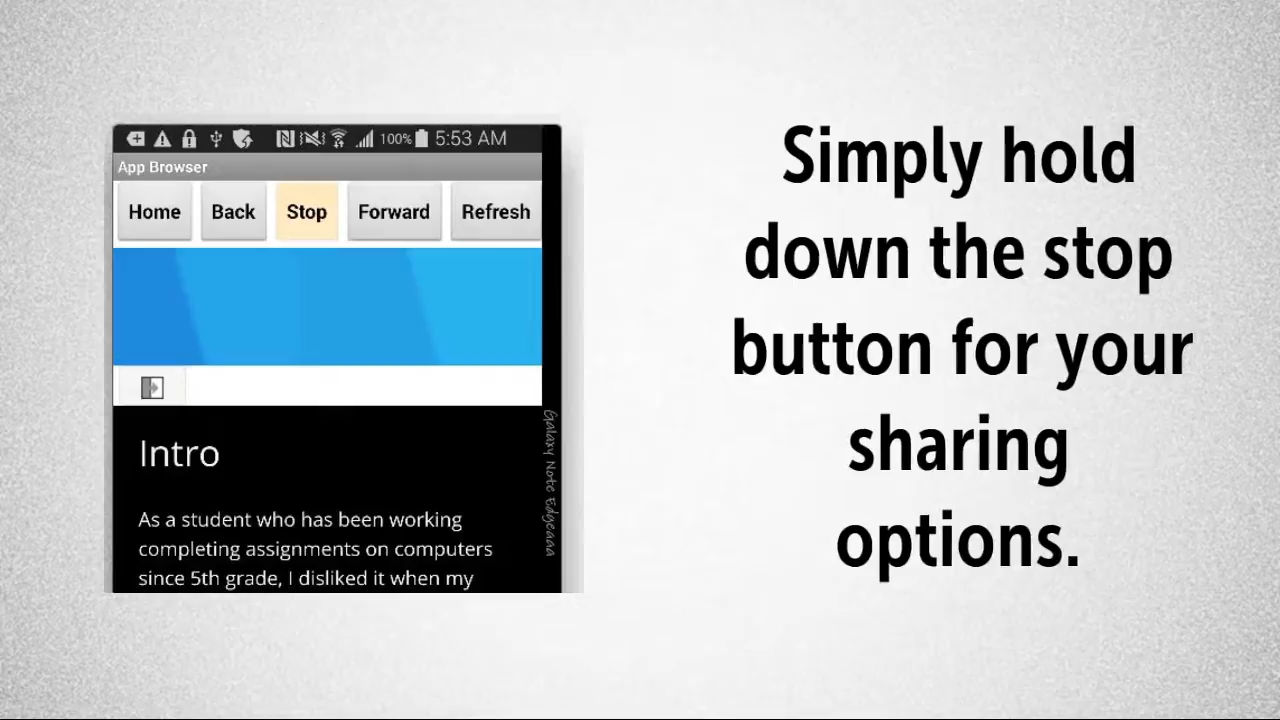 100% 5:53 AM
App Browser
Home Back Stop Forward Refresh
Intro
As a student who has been working
completing assignments on computers
since 5th grade, I disliked it when my
Galaxy Note Edgeaaa
Simply hold
down the stop
button for your
sharing
options.